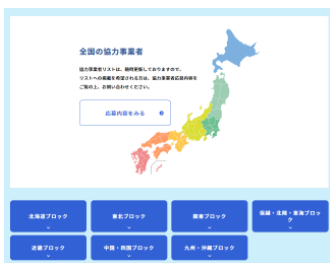 全国の協力事業者
協力事業者リストは、随時更新しておりますので、
リストへの掲載を希望される方は、協力事業者応募内容を
ご覧の上、お問い合わせください。
応募内容をみる
北海道ブロック
東北ブロック
関東ブロック
信越・北陸・東海ブロッ
ク
近畿ブロック
中国・四国ブロック
九州・沖縄ブロック